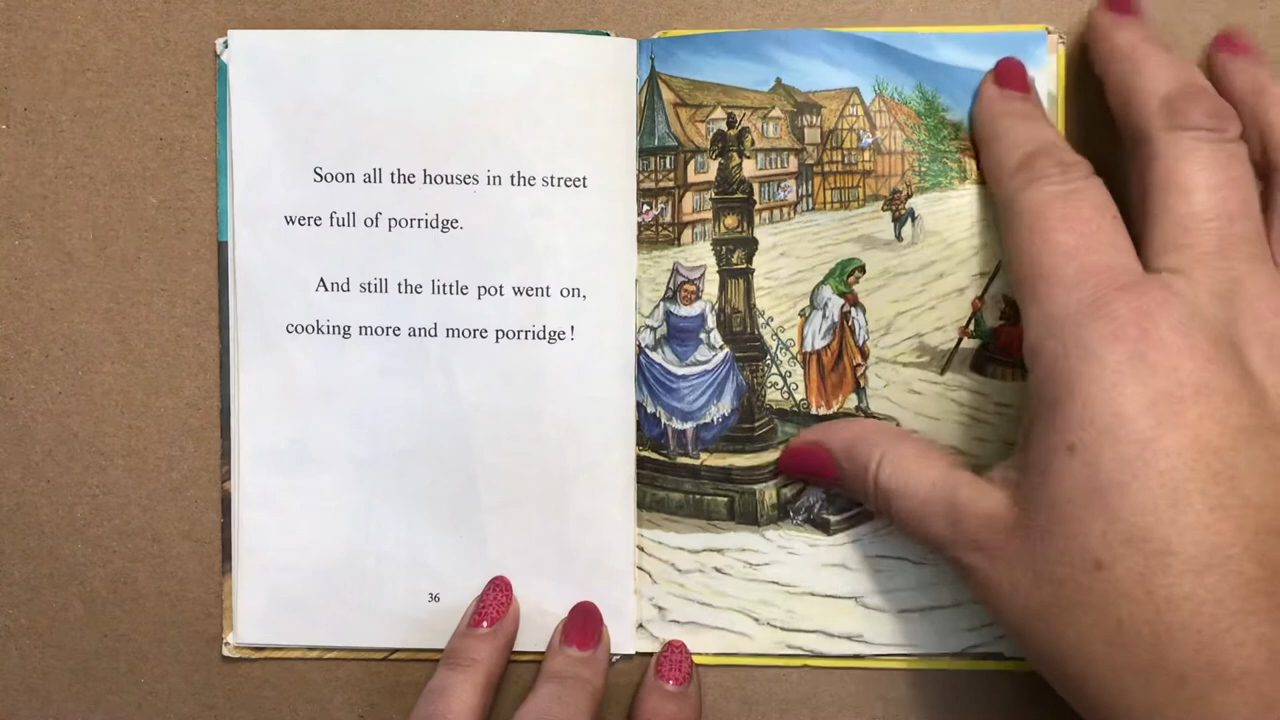 Soon all the houses in the street
were full of porridge.
And still the little pot went on,
cooking more and more porridge!
36